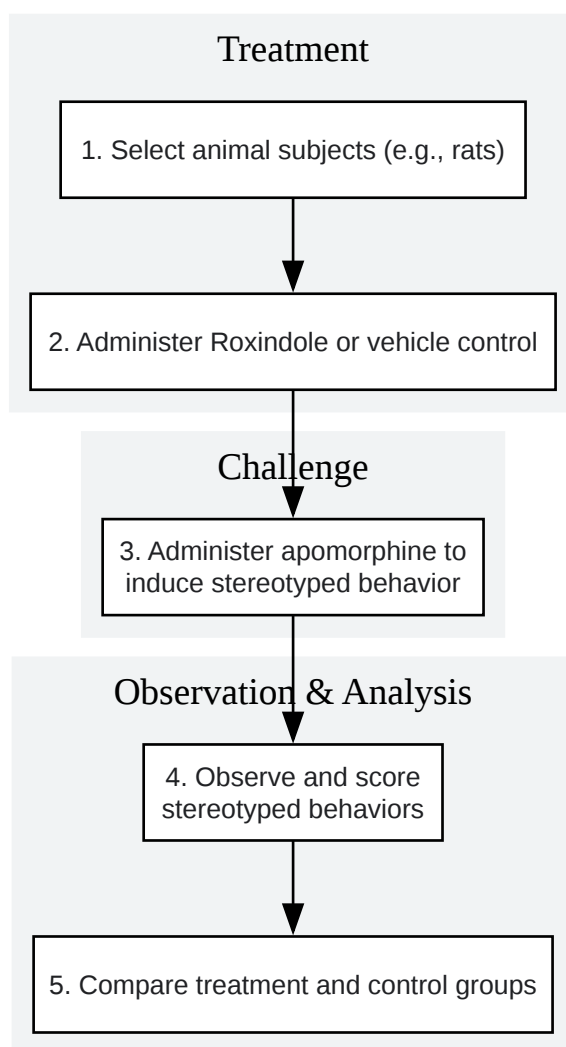 Treatment
1. Select animal subjects (e.g., rats)
2. Administer Roxindole or vehicle control
Challenge
3. Administer apomorphine to
induce stereotyped behavior
Observation & Analysis
4. Observe and score
stereotyped behaviors
5. Compare treatment and control groups